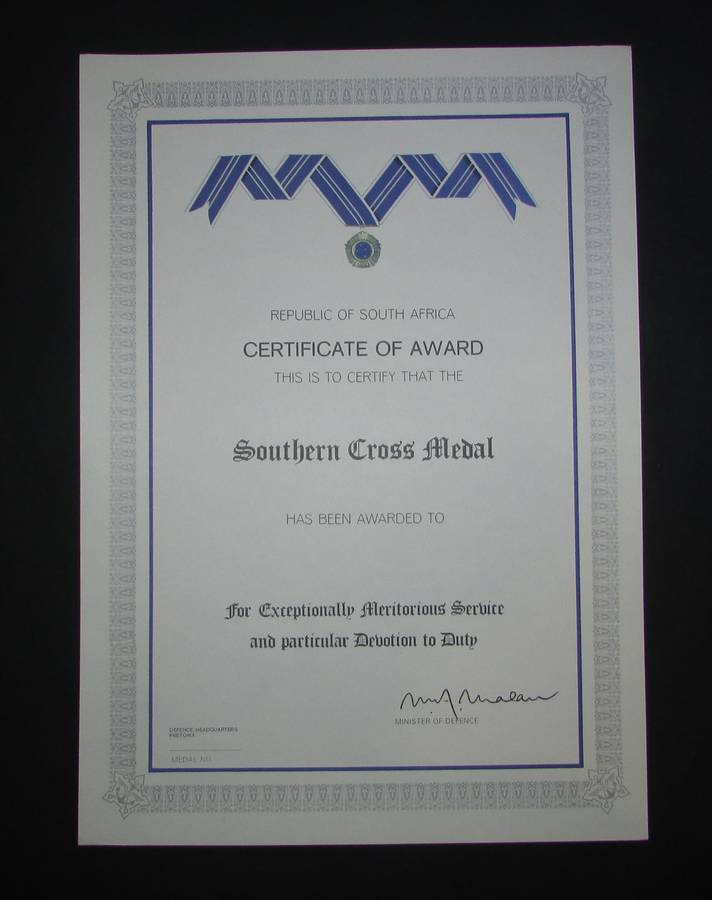 REPUBLIC OF SOUTH AFRICA
CERTIFICATE OF AWARD
THIS IS TO CERTIFY THAT THE
Southern Cross Medal
HAS BEEN AWARDED TO
For Exceptionally Meritorious Service
and particular Devotion to Duty
M.A. Malan
MINISTER OF DEFENCE
DEFENCE HEADQUARTERS
PRETORIA
MEDAL NO.